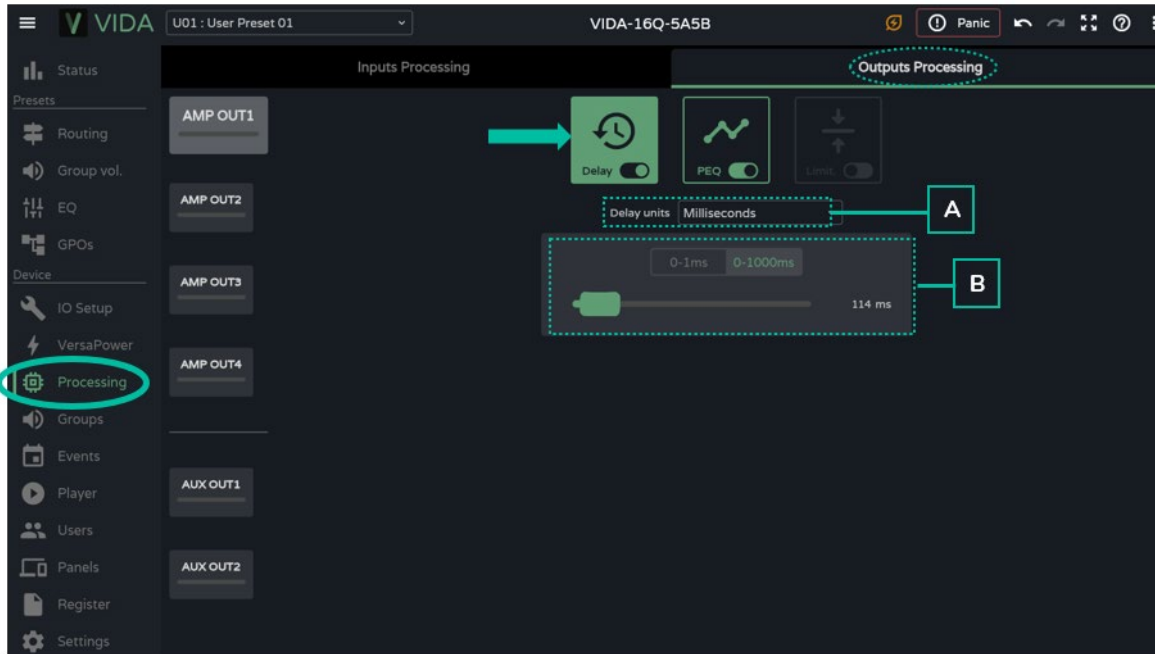 VIDA
U01 : User Preset 01
VIDA-16Q-5A5B
Panic
Status
Presets
Routing
Group vol.
EQ
GPOs
Device
IO Setup
VersaPower
Processing
Groups
Events
Player
Users
Panels
Register
Settings
Inputs Processing
Outputs Processing
AMP OUT1
AMP OUT2
AMP OUT3
AMP OUT4
AUX OUT1
AUX OUT2
Delay
PEQ
Limit.
Delay units Milliseconds
A
0-1ms 0-1000ms
114 ms
B